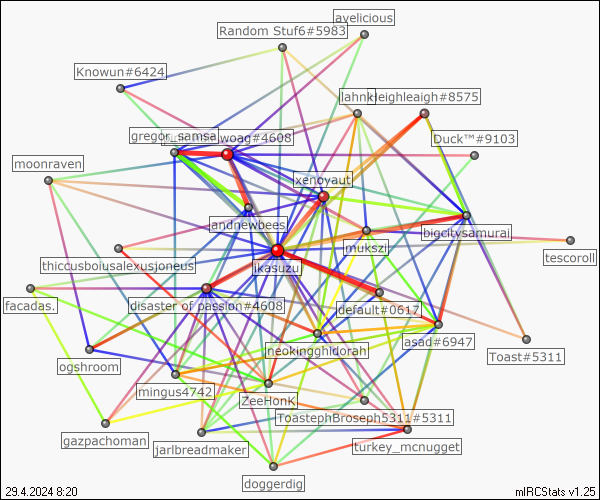 avelicious
Random Stuf6#5983
Knowun#6424
lahnk
leighleaigh#8575
Duck™#9103
gregor_samsa
woag#4608
moonraven
xenoyaut
andnewbees
mukszn
bigcitysamurai
tescoroll
thiccusboiusalexusjoneus
ikasuzu
facadas.
disaster of passion#4608
default#0617
neokingghidorah
asad#6947
Toast#5311
ogshroom
mingus4742
ZeeHonK
ToastephBroseph5311#5311
gazpachoman
jarlbreadmaker
turkey_mcnugget
doggerdig
29.4.2024 8:20
mIRCStats v1.25